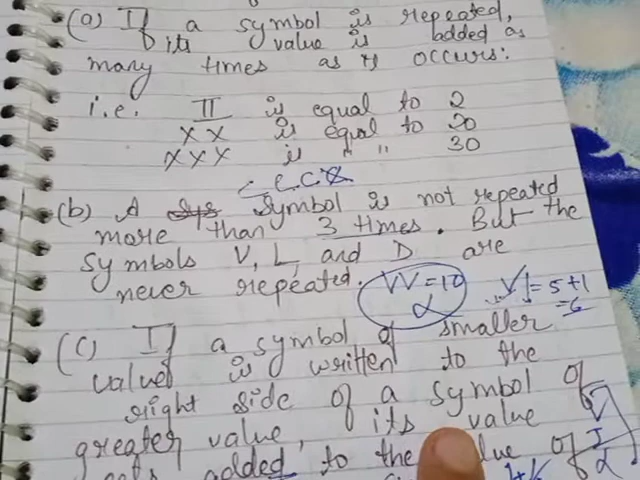 (a) If a symbol is repeated,
its value is added as
many times as it occurs:
i.e. II is equal to 2
XX is equal to 20
XXX is " " 30
(b) A symbol is not repeated
more than 3 times. But the
symbols V, L, and D are
never repeated. VV=10
VI=5+1
=6
(c) If a symbol of smaller
value is written to the
right side of a symbol of
greater value, its value
added to the value of